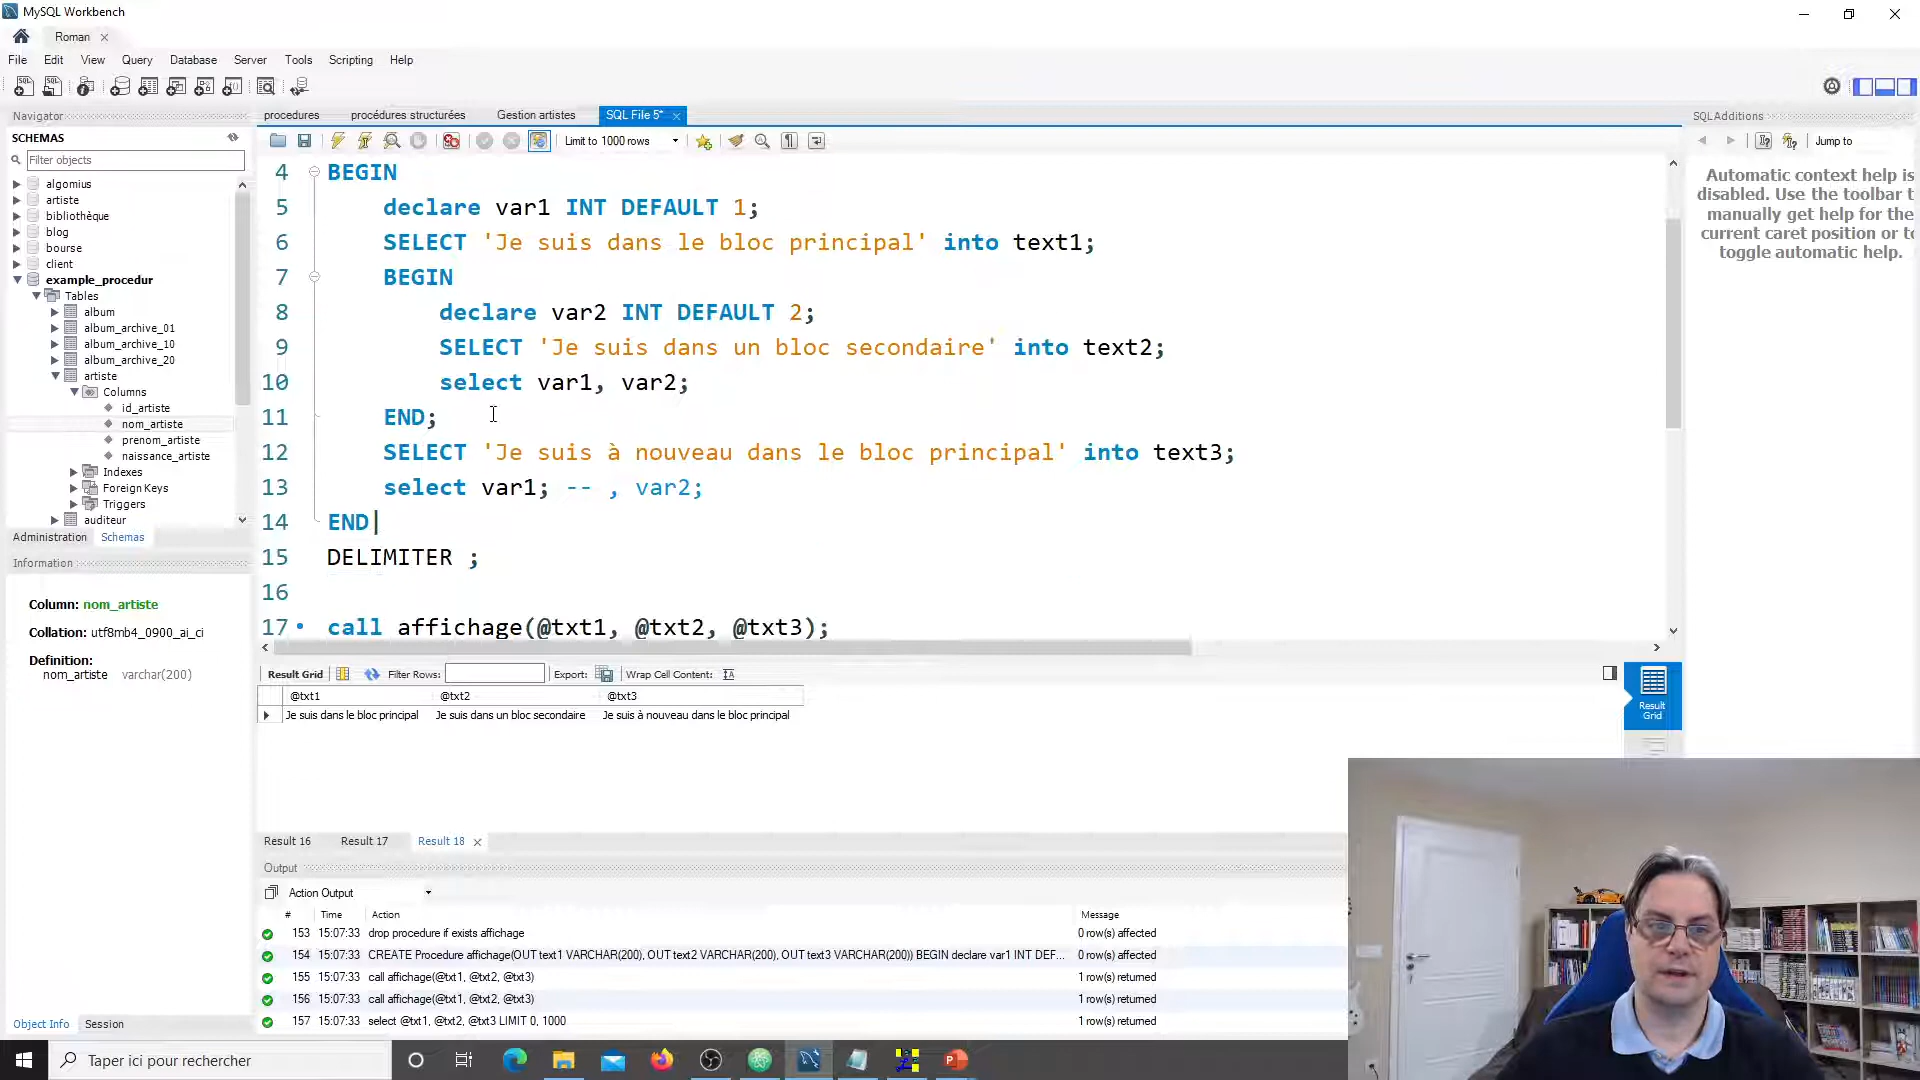 MySQL Workbench
Roman
File Edit View Query Database Server Tools Scripting Help
Navigator
SCHEMAS
Filter objects
algomius
artiste
bibliothèque
blog
bourse
client
example_procedur
Tables
album
album_archive_01
album_archive_10
album_archive_20
artiste
Columns
id_artiste
nom_artiste
prenom_artiste
naissance_artiste
Indexes
Foreign Keys
Triggers
auditeur
Administration Schemas
Information
Column: nom_artiste
Collation: utf8mb4_0900_ai_ci
Definition:
nom_artiste varchar(200)
Object Info Session
procedures procédures structurées Gestion artistes SQL File 5*
Limit to 1000 rows
4 BEGIN
5 declare var1 INT DEFAULT 1;
6 SELECT 'Je suis dans le bloc principal' into text1;
7 BEGIN
8 declare var2 INT DEFAULT 2;
9 SELECT 'Je suis dans un bloc secondaire' into text2;
10 select var1, var2;
11 END;
12 SELECT 'Je suis à nouveau dans le bloc principal' into text3;
13 select var1; -- , var2;
14 END|
15 DELIMITER ;
16
17 call affichage(@txt1, @txt2, @txt3);
Result Grid Filter Rows: Export: Wrap Cell Content:
@txt1 @txt2 @txt3
Je suis dans le bloc principal Je suis dans un bloc secondaire Je suis à nouveau dans le bloc principal
Result
Grid
Result 16 Result 17 Result 18
Output
Action Output
# Time Action Message
153 15:07:33 drop procedure if exists affichage 0 row(s) affected
154 15:07:33 CREATE Procedure affichage(OUT text1 VARCHAR(200), OUT text2 VARCHAR(200), OUT text3 VARCHAR(200)) BEGIN declare var1 INT DEF... 0 row(s) affected
155 15:07:33 call affichage(@txt1, @txt2, @txt3) 1 row(s) returned
156 15:07:33 call affichage(@txt1, @txt2, @txt3) 1 row(s) returned
157 15:07:33 select @txt1, @txt2, @txt3 LIMIT 0, 1000 1 row(s) returned
SQLAdditions
Jump to
Automatic context help is
disabled. Use the toolbar t
manually get help for the
current caret position or to
toggle automatic help.
Taper ici pour rechercher